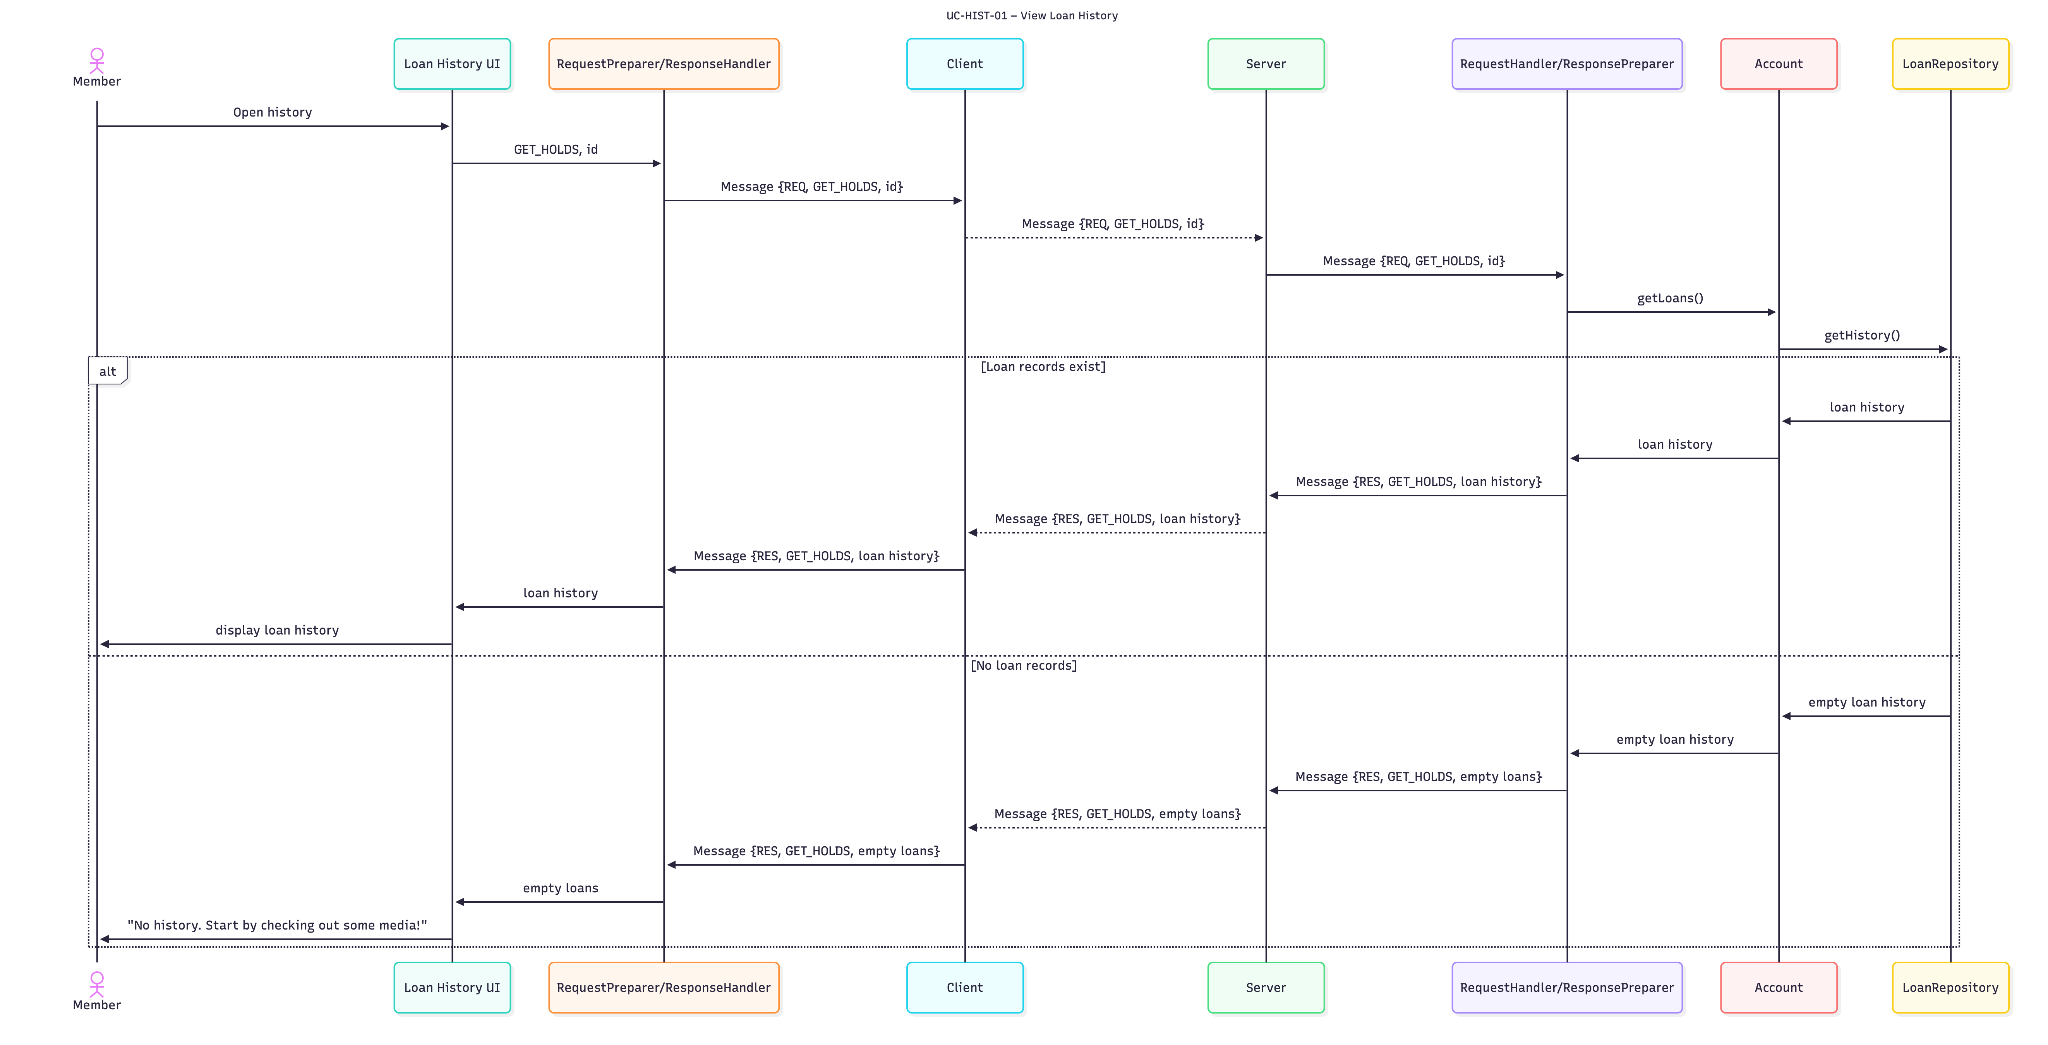 UC-HIST-01 – View Loan History
Member
Loan History UI
RequestPreparer/ResponseHandler
Client
Server
RequestHandler/ResponsePreparer
Account
LoanRepository
Open history
GET_HOLDS, id
Message {REQ, GET_HOLDS, id}
Message {REQ, GET_HOLDS, id}
Message {REQ, GET_HOLDS, id}
getLoans()
getHistory()
alt
[Loan records exist]
loan history
loan history
Message {RES, GET_HOLDS, loan history}
Message {RES, GET_HOLDS, loan history}
Message {RES, GET_HOLDS, loan history}
loan history
display loan history
[No loan records]
empty loan history
empty loan history
Message {RES, GET_HOLDS, empty loans}
Message {RES, GET_HOLDS, empty loans}
Message {RES, GET_HOLDS, empty loans}
empty loans
"No history. Start by checking out some media!"
Member
Loan History UI
RequestPreparer/ResponseHandler
Client
Server
RequestHandler/ResponsePreparer
Account
LoanRepository